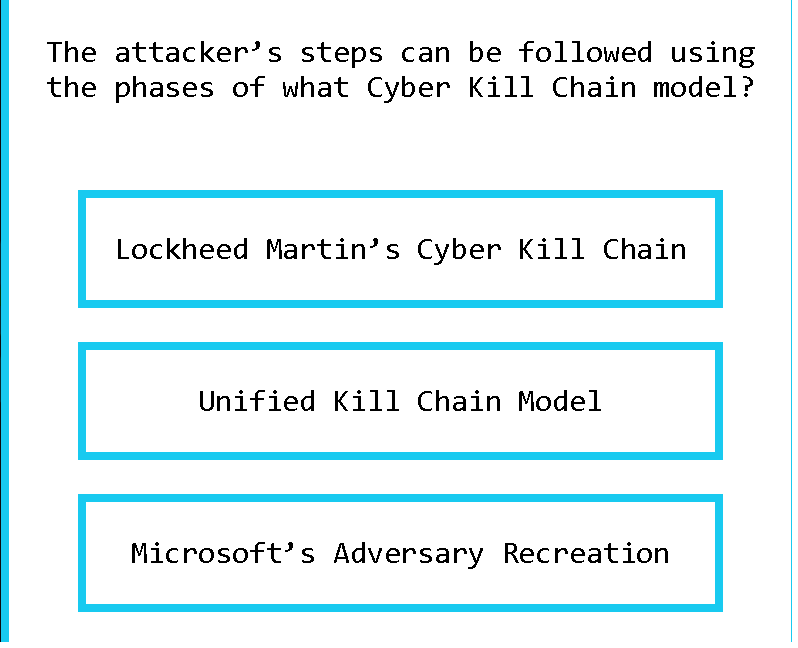 The attacker’s steps can be followed using
the phases of what Cyber Kill Chain model?
Lockheed Martin’s Cyber Kill Chain
Unified Kill Chain Model
Microsoft’s Adversary Recreation